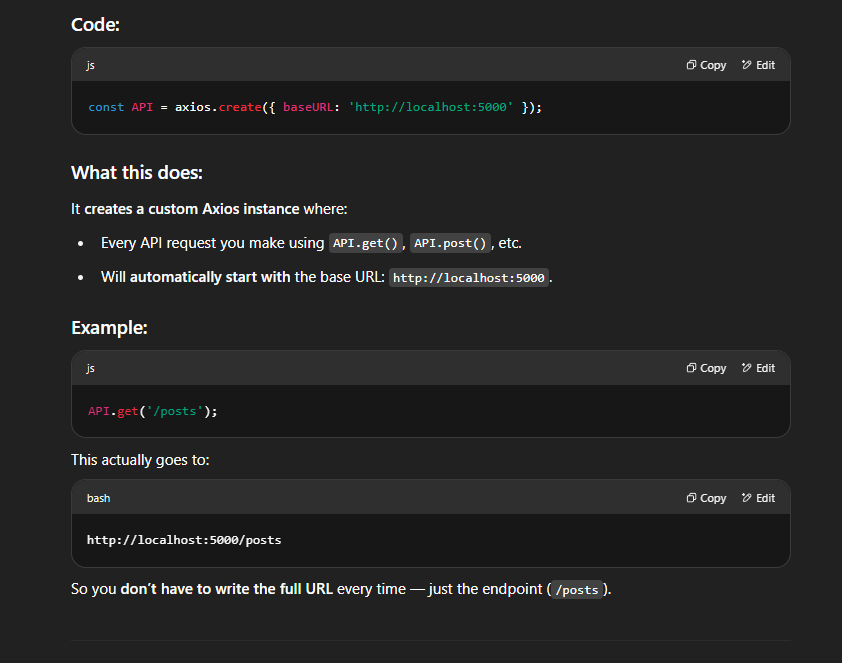 Code:
js Copy Edit
const API = axios.create({ baseURL: 'http://localhost:5000' });
What this does:
It creates a custom Axios instance where:
• Every API request you make using API.get(), API.post(), etc.
• Will automatically start with the base URL: http://localhost:5000.
Example:
js Copy Edit
API.get('/posts');
This actually goes to:
bash Copy Edit
http://localhost:5000/posts
So you don’t have to write the full URL every time — just the endpoint (/posts).